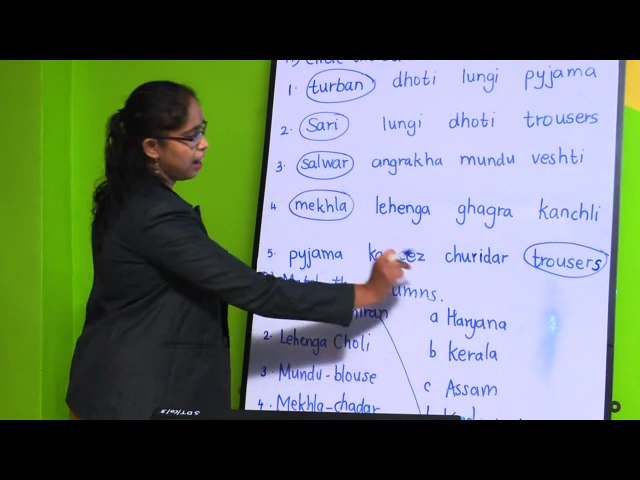 1. turban dhoti lungi pyjama
2. Sari lungi dhoti trousers
3. salwar angrakha mundu veshti
4 mekhla lehenga ghagra kanchli
5. pyjama churidar trousers
a Haryana
2. Lehenga Choli b Kerala
3. Mundu-blouse c Assam
4. Mekhla-chadar